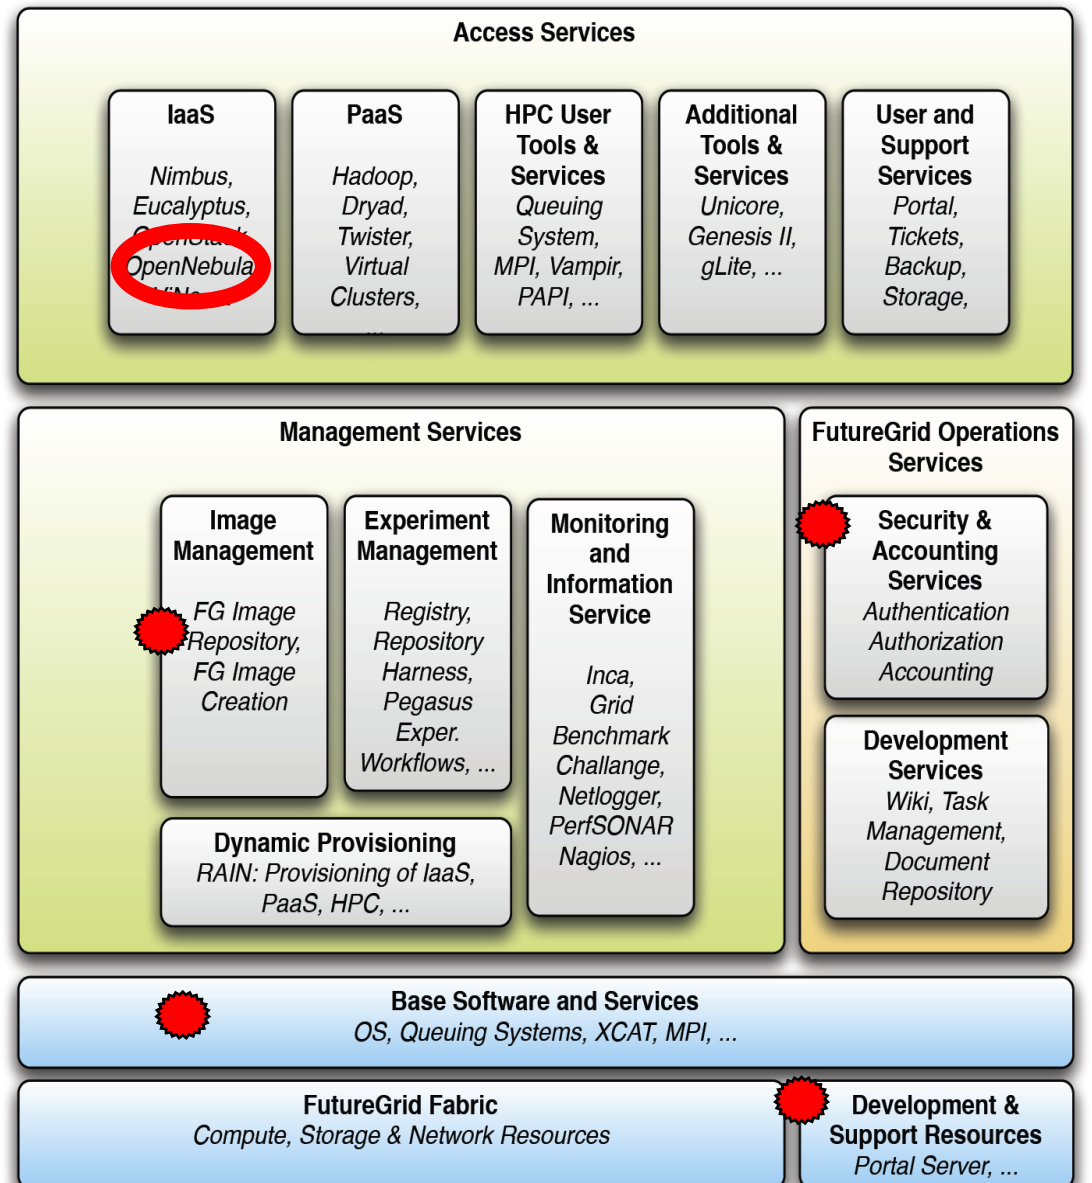 Access Services
IaaS
Nimbus,
Eucalyptus,
OpenStack
OpenNebula
PaaS
Hadoop,
Dryad,
Twister,
Virtual
Clusters,
...
HPC User
Tools &
Services
Queuing
System,
MPI, Vampir,
PAPI, ...
Additional
Tools &
Services
Unicore,
Genesis II,
gLite, ...
User and
Support
Services
Portal,
Tickets,
Backup,
Storage,
Management Services
Image
Management
FG Image
Repository,
FG Image
Creation
Experiment
Management
Registry,
Repository
Harness,
Pegasus
Exper.
Workflows, ...
Monitoring
and
Information
Service
Inca,
Grid
Benchmark
Challange,
Netlogger,
PerfSONAR
Nagios, ...
Dynamic Provisioning
RAIN: Provisioning of IaaS,
PaaS, HPC, ...
FutureGrid Operations
Services
Security &
Accounting
Services
Authentication
Authorization
Accounting
Development
Services
Wiki, Task
Management,
Document
Repository
Base Software and Services
OS, Queuing Systems, XCAT, MPI, ...
FutureGrid Fabric
Compute, Storage & Network Resources
Development &
Support Resources
Portal Server, ...